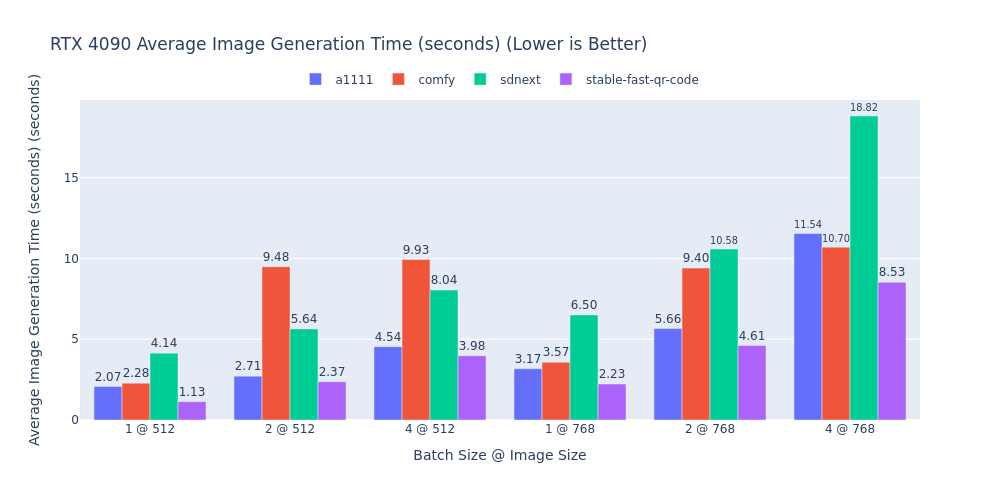 RTX 4090 Average Image Generation Time (seconds) (Lower is Better)
a1111 comfy sdnext stable-fast-qr-code
Average Image Generation Time (seconds) (seconds)
15
10
5
0
2.07 2.28 4.14 1.13
2.71 9.48 5.64 2.37
4.54 9.93 8.04 3.98
3.17 3.57 6.50 2.23
5.66 9.40 10.58 4.61
11.54 10.70 18.82 8.53
1 @ 512 2 @ 512 4 @ 512 1 @ 768 2 @ 768 4 @ 768
Batch Size @ Image Size